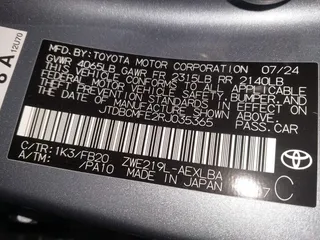 MFD.BY:TOYOTA MOTOR CORPORATION 07/24
GVWR 4065LB GAWR FR 2315LB RR 2140LB
THIS VEHICLE CONFORMS TO ALL APPLICABLE
FEDERAL MOTOR VEHICLE SAFETY, BUMPER,
AND THEFT PREVENTION STANDARDS IN EFFECT
ON THE DATE OF MANUFACTURE SHOWN ABOVE.
JTDBCMFE2RJ035365 PASSENGER CAR
C/TR: 1K3/FB20 ZWE219L-AEXLBA
A/TM: /PA10 MADE IN JAPAN
C
TOYOTA